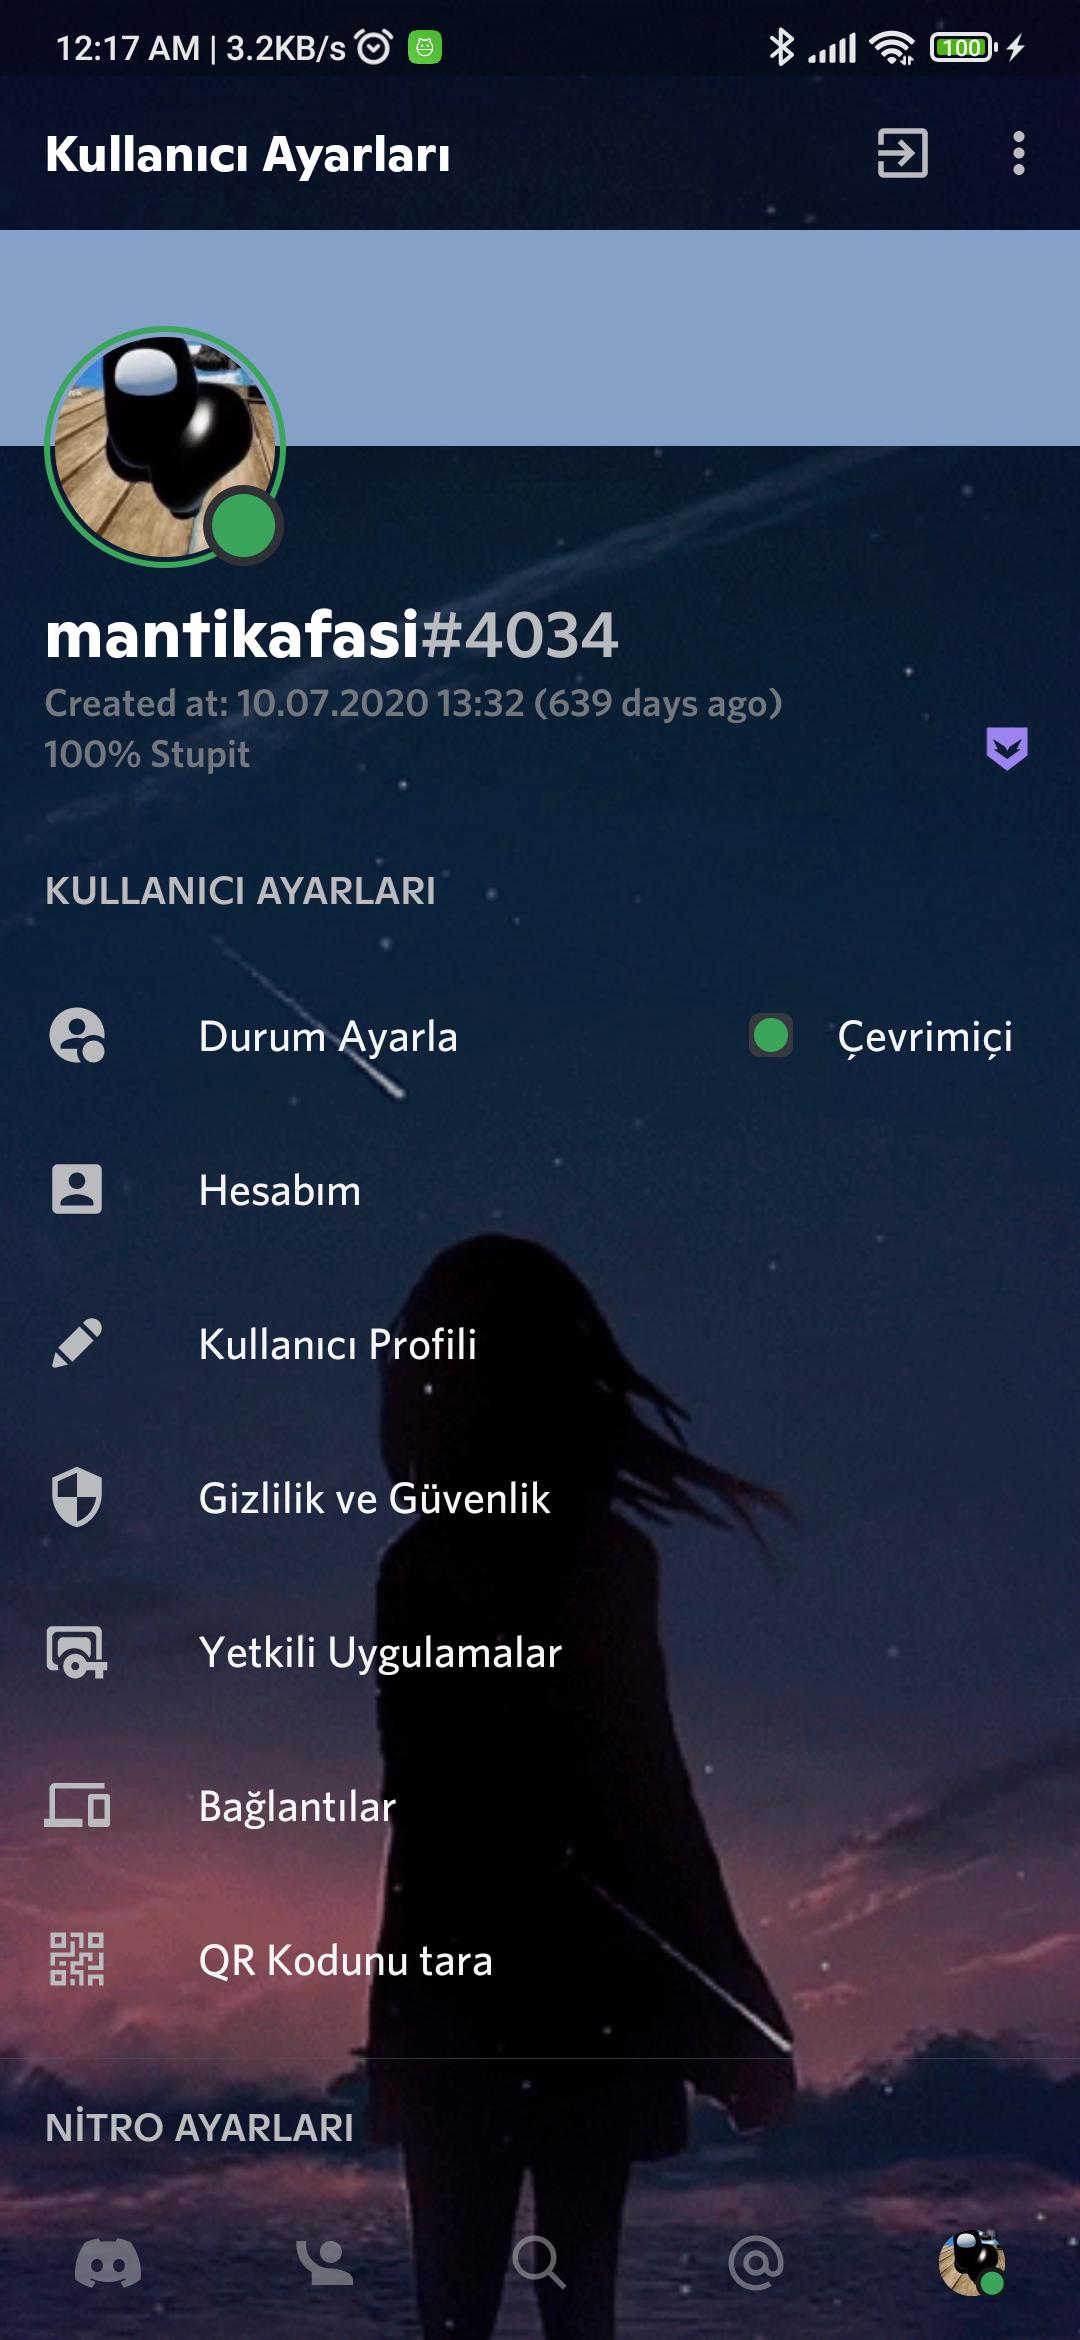 12:17 AM | 3.2KB/s
100
Kullanıcı Ayarları
mantikafasi#4034
Created at: 10.07.2020 13:32 (639 days ago)
100% Stupit
KULLANICI AYARLARI
Durum Ayarla Çevrimiçi
Hesabım
Kullanıcı Profili
Gizlilik ve Güvenlik
Yetkili Uygulamalar
Bağlantılar
QR Kodunu tara
NİTRO AYARLARI